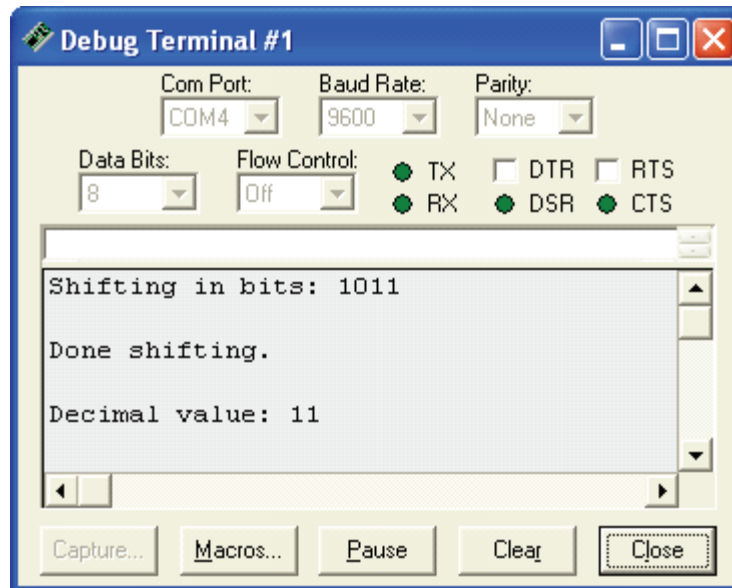 Debug Terminal #1
Com Port: Baud Rate: Parity:
COM4 9600 None
Data Bits: Flow Control: TX DTR RTS
8 Off RX DSR CTS
Shifting in bits: 1011
Done shifting.
Decimal value: 11
Capture... Macros... Pause Clear Close